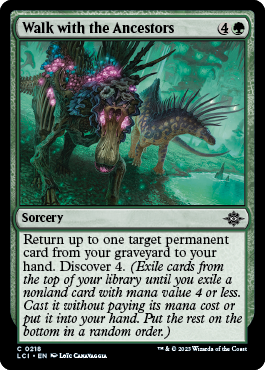 Walk with the Ancestors 4
Sorcery
Return up to one target permanent
card from your graveyard to your
hand. Discover 4. (Exile cards from
the top of your library until you exile a
nonland card with mana value 4 or less.
Cast it without paying its mana cost or
put it into your hand. Put the rest on the
bottom in a random order.)
C 0218
LCI • EN Loïc Canavaggia
™ & © 2023 Wizards of the Coast